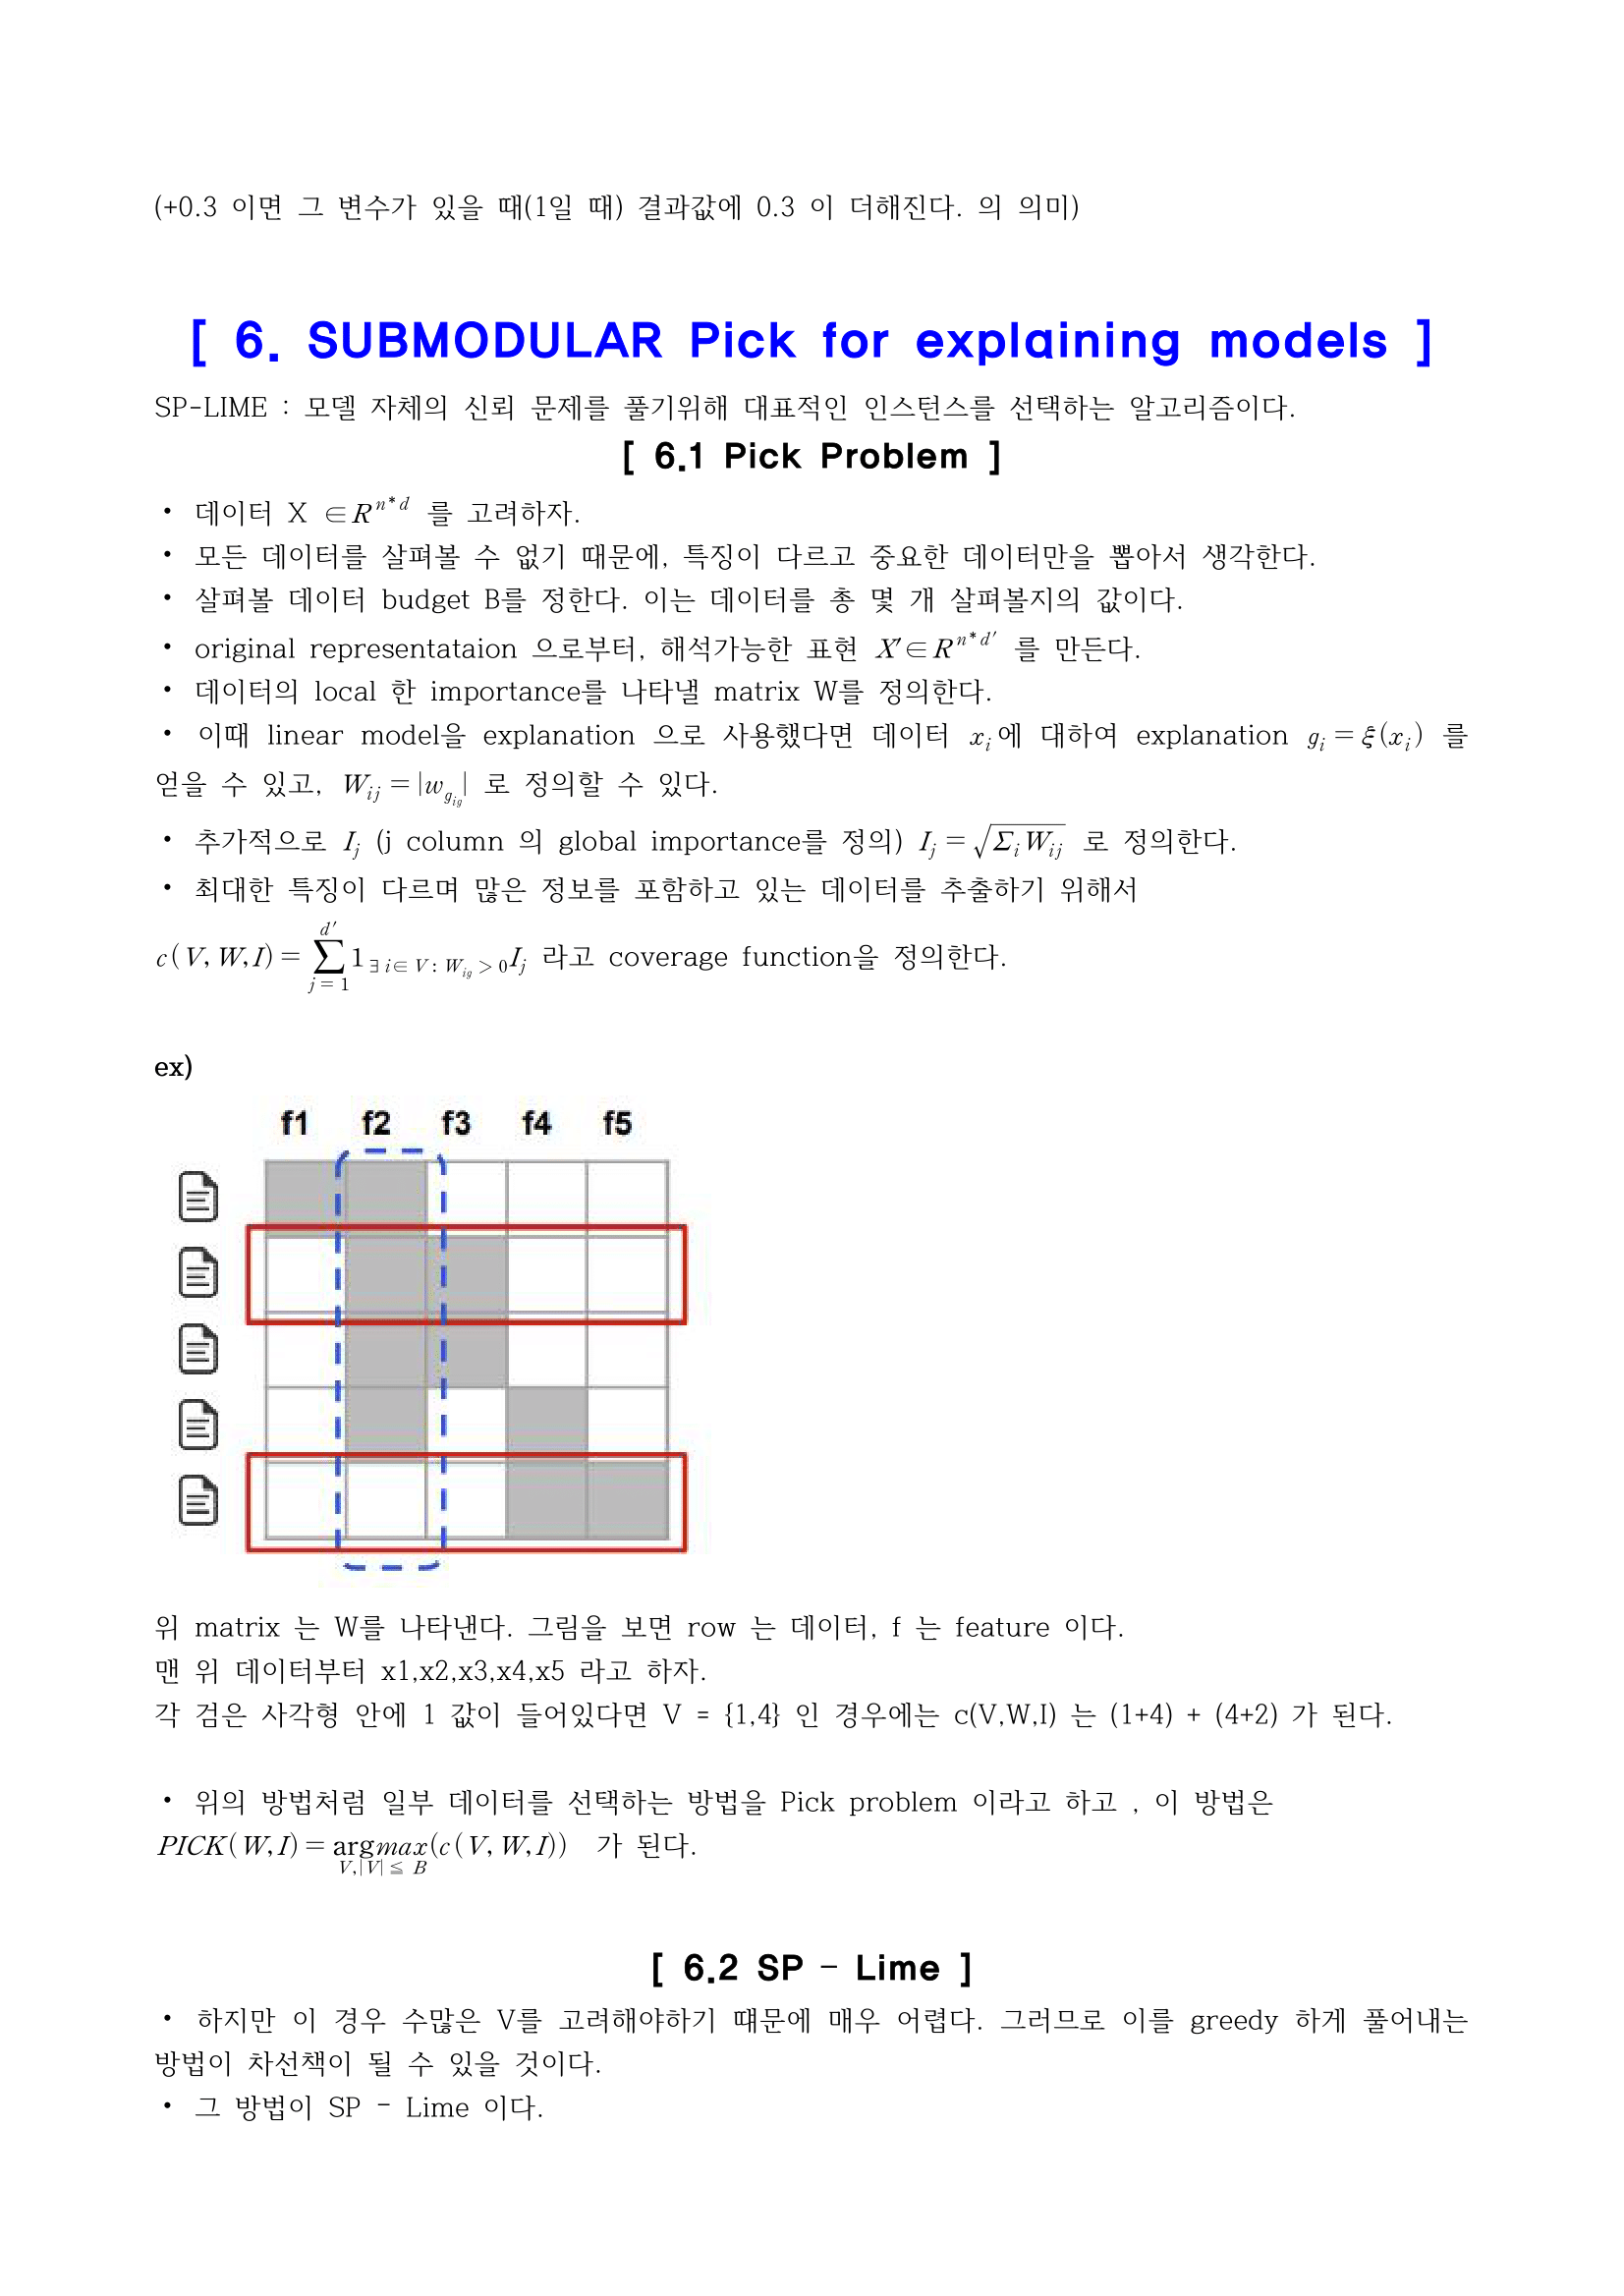 (+0.3 이면 그 변수가 있을 때(1일 때) 결과값에 0.3 이 더해진다. 의 의미)
[ 6. SUBMODULAR Pick for explaining models ]
SP-LIME : 모델 자체의 신뢰 문제를 풀기위해 대표적인 인스턴스를 선택하는 알고리즘이다.
[ 6.1 Pick Problem ]
· 데이터 X ∈ R^{n*d} 를 고려하자.
· 모든 데이터를 살펴볼 수 없기 때문에, 특징이 다르고 중요한 데이터만을 뽑아서 생각한다.
· 살펴볼 데이터 budget B를 정한다. 이는 데이터를 총 몇 개 살펴볼지의 값이다.
· original representataion 으로부터, 해석가능한 표현 X′∈R^{n*d′} 를 만든다.
· 데이터의 local 한 importance를 나타낼 matrix W를 정의한다.
· 이때 linear model을 explanation 으로 사용했다면 데이터 x_i에 대하여 explanation g_i = ξ(x_i) 를
얻을 수 있고, W_{ij} = |w_{g_{ig}}| 로 정의할 수 있다.
· 추가적으로 I_j (j column 의 global importance를 정의) I_j = √(Σ_i W_{ij}) 로 정의한다.
· 최대한 특징이 다르며 많은 정보를 포함하고 있는 데이터를 추출하기 위해서
c(V, W, I) = ∑_{j=1}^{d′} 1_{∃i∈V: W_{ig}>0} I_j 라고 coverage function을 정의한다.
ex)
f1 f2 f3 f4 f5
위 matrix 는 W를 나타낸다. 그림을 보면 row 는 데이터, f 는 feature 이다.
맨 위 데이터부터 x1,x2,x3,x4,x5 라고 하자.
각 검은 사각형 안에 1 값이 들어있다면 V = {1,4} 인 경우에는 c(V,W,I) 는 (1+4) + (4+2) 가 된다.
· 위의 방법처럼 일부 데이터를 선택하는 방법을 Pick problem 이라고 하고 , 이 방법은
PICK(W, I) = argmax_{V,|V|≦B}(c(V, W, I)) 가 된다.
[ 6.2 SP - Lime ]
· 하지만 이 경우 수많은 V를 고려해야하기 떄문에 매우 어렵다. 그러므로 이를 greedy 하게 풀어내는
방법이 차선책이 될 수 있을 것이다.
· 그 방법이 SP - Lime 이다.